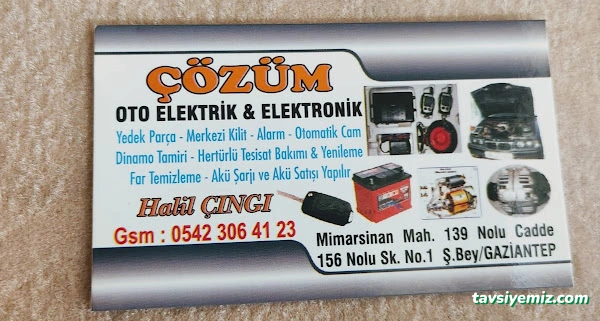 ÇÖZÜM
OTO ELEKTRİK & ELEKTRONİK
Yedek Parça - Merkezi Kilit - Alarm - Otomatik Cam
Dinamo Tamiri - Hertürlü Tesisat Bakımı & Yenileme
Far Temizleme - Akü Şarjı ve Akü Satışı Yapılır
Halil ÇINGI
Gsm : 0542 306 41 23
Mimarsinan Mah. 139 Nolu Cadde
156 Nolu Sk. No.1 Ş.Bey/GAZİANTEP
tavsiyemiz.com